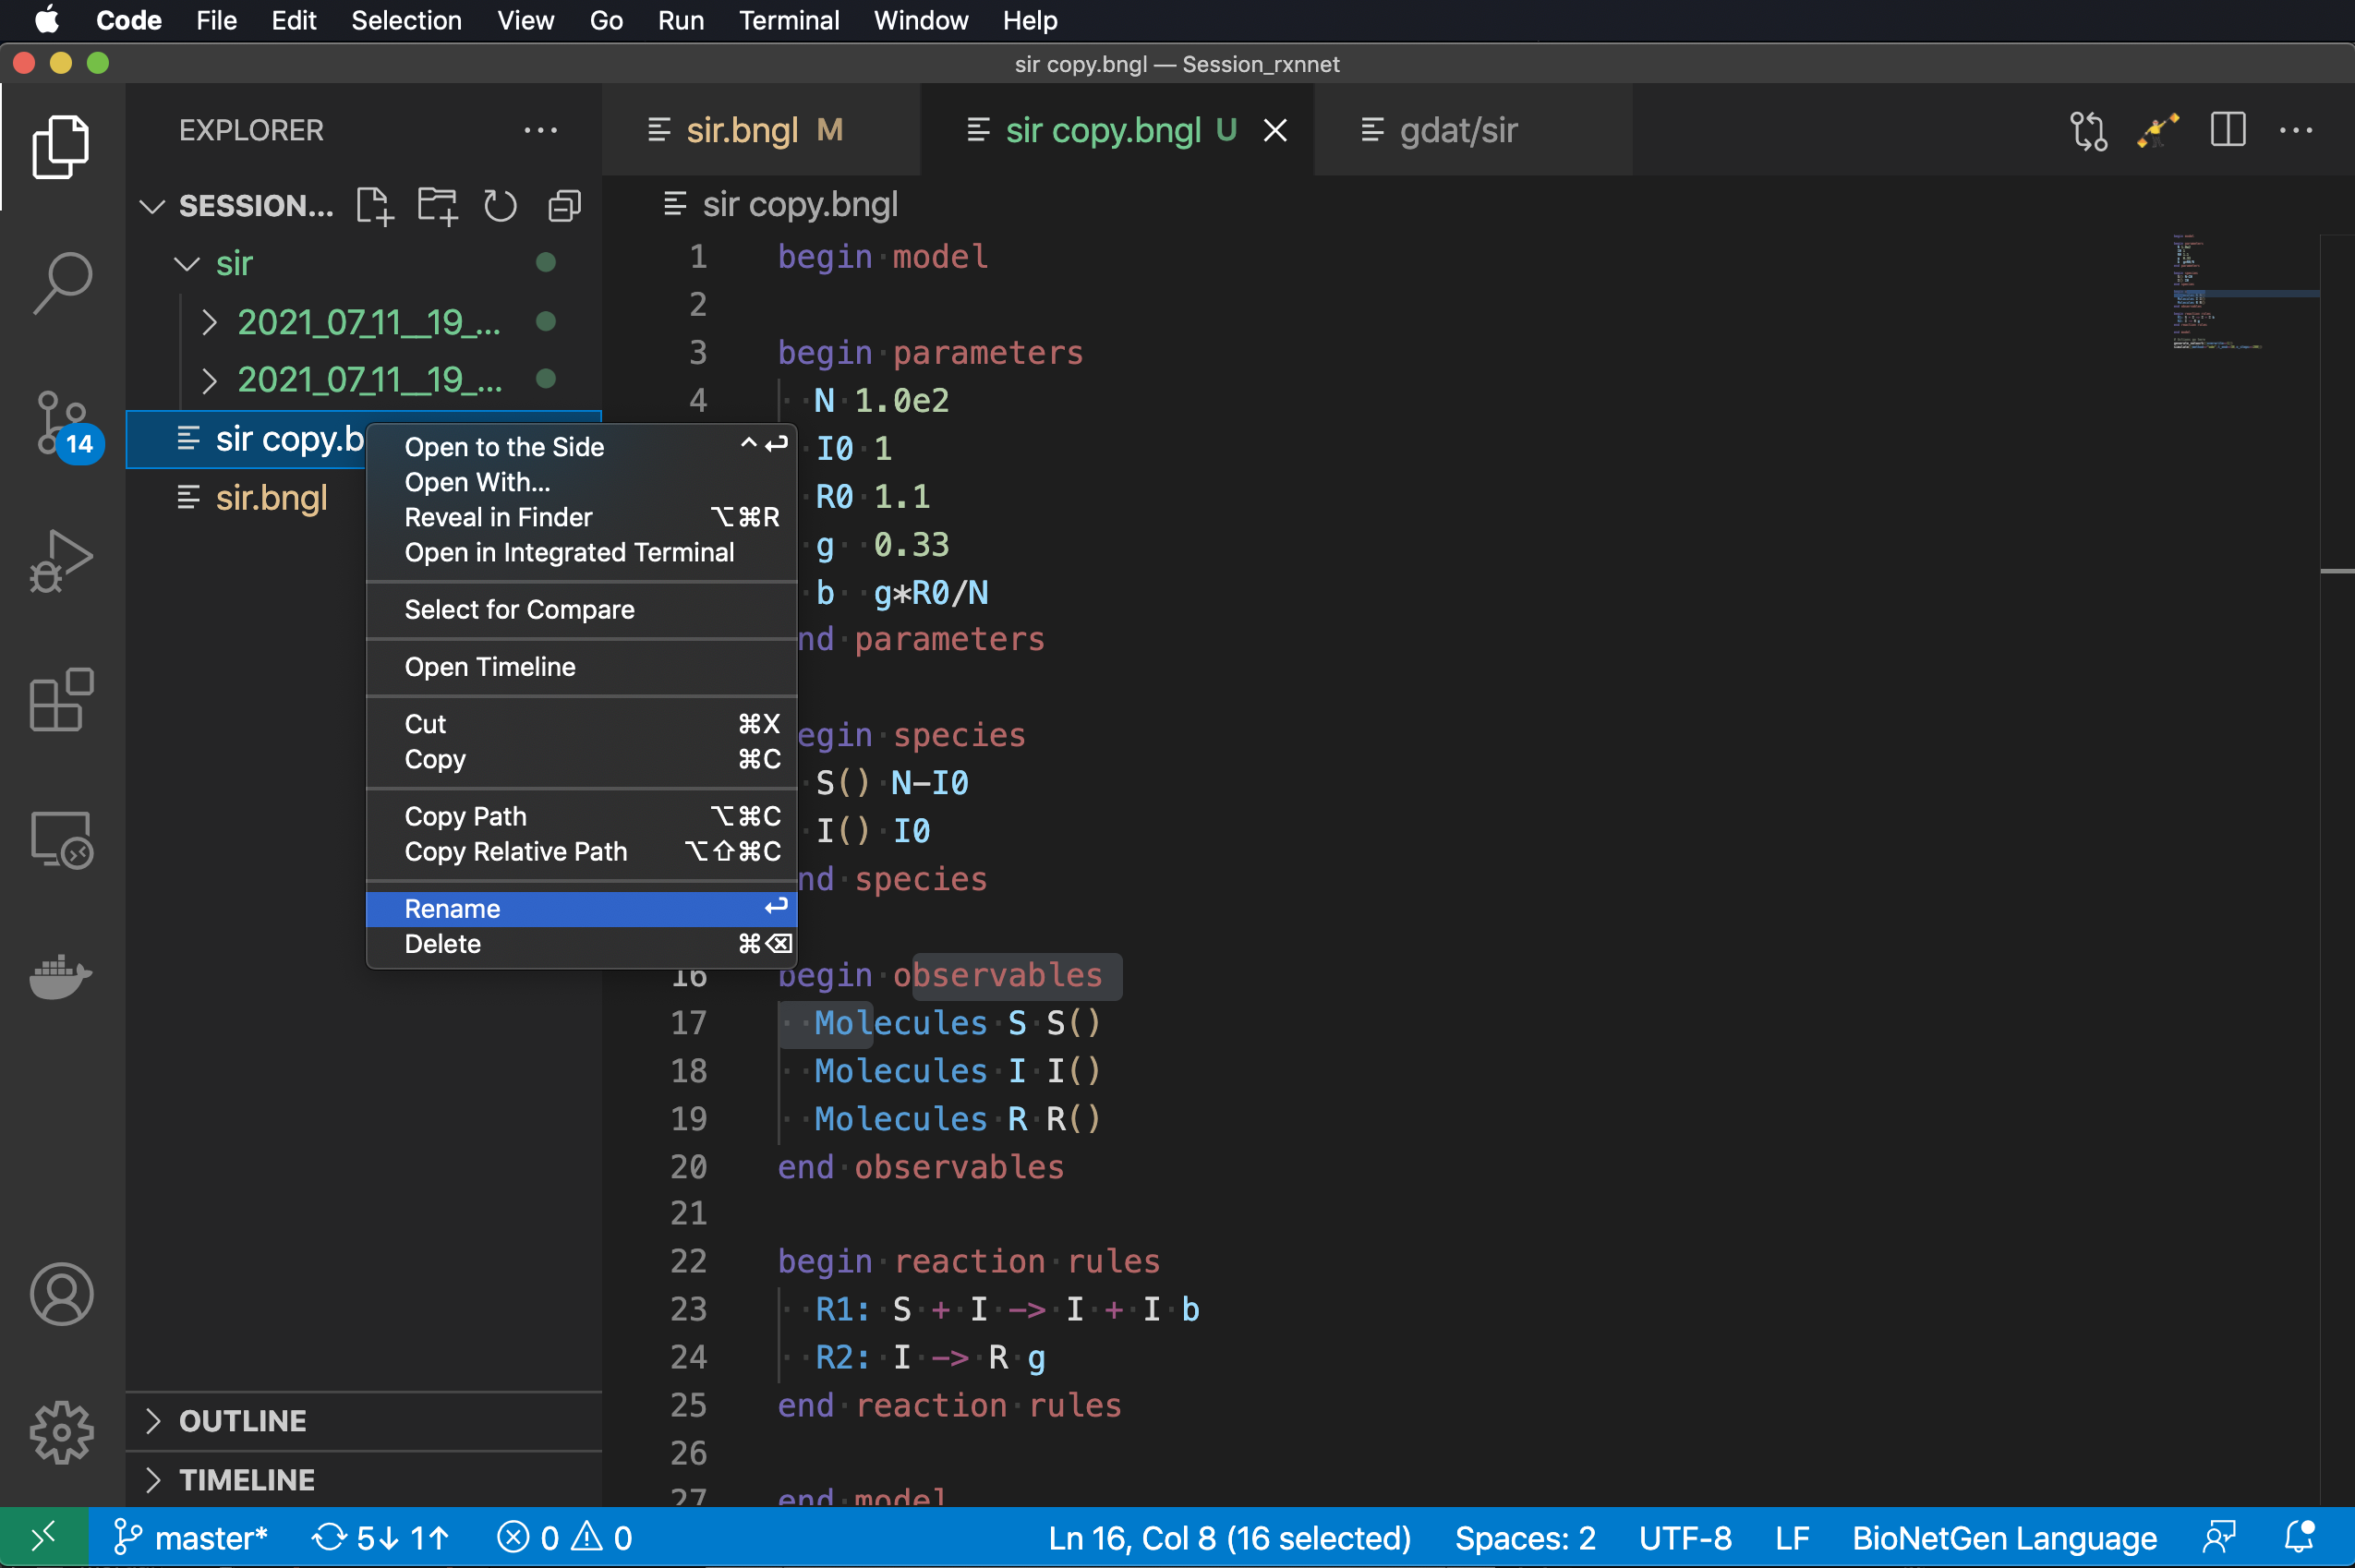 Code File Edit Selection View Go Run Terminal Window Help
sir copy.bngl — Session_rxnnet
EXPLORER
SESSION...
sir
2021_07_11__19_...
2021_07_11__19_...
sir copy.b
sir.bngl
14
OUTLINE
TIMELINE
Open to the Side ^↩
Open With...
Reveal in Finder ⌥⌘R
Open in Integrated Terminal
Select for Compare
Open Timeline
Cut ⌘X
Copy ⌘C
Copy Path ⌥⌘C
Copy Relative Path ⌥⇧⌘C
Rename ↩
Delete ⌘⌫
sir.bngl M
sir copy.bngl U
gdat/sir
sir copy.bngl
1 begin model
2
3 begin parameters
4 N 1.0e2
I0 1
R0 1.1
g 0.33
b g*R0/N
nd parameters
egin species
S() N-I0
I() I0
nd species
16 begin observables
17 Molecules S S()
18 Molecules I I()
19 Molecules R R()
20 end observables
21
22 begin reaction rules
23 R1: S + I -> I + I b
24 R2: I -> R g
25 end reaction rules
26
27 end model
master* 5↓ 1↑ 0 0 Ln 16, Col 8 (16 selected) Spaces: 2 UTF-8 LF BioNetGen Language